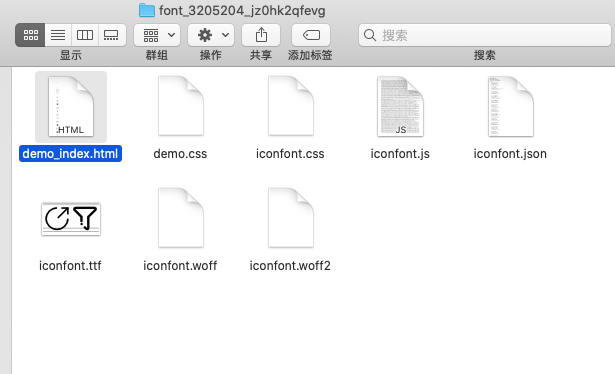 font_3205204_jz0hk2qfevg
搜索
显示 群组 操作 共享 添加标签 搜索
HTML JS
demo_index.html demo.css iconfont.css iconfont.js iconfont.json
iconfont.ttf iconfont.woff iconfont.woff2